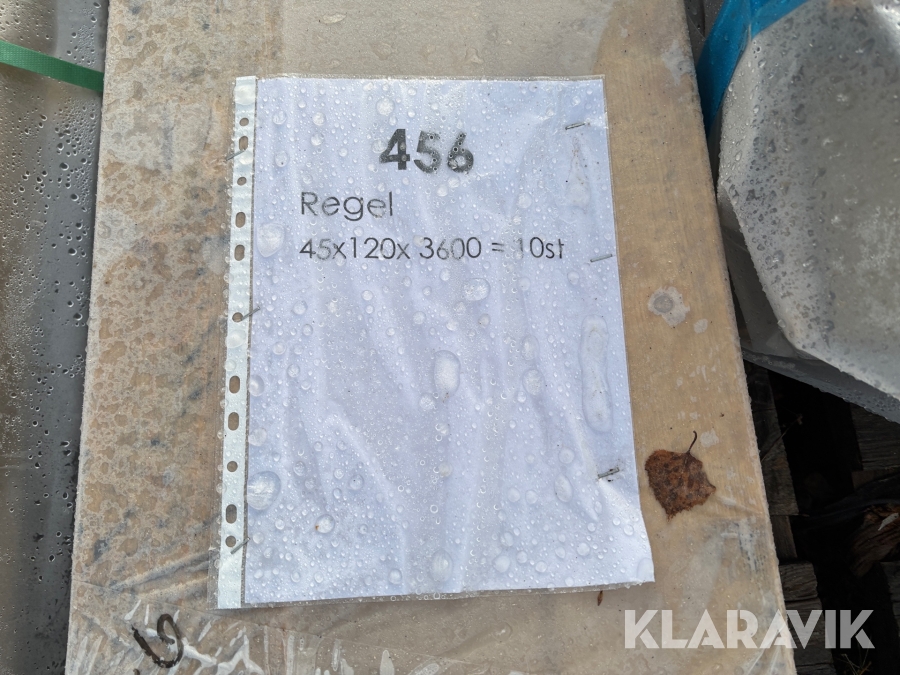 456
Regel
45x120x 3600 = 10st
KLARAVIK